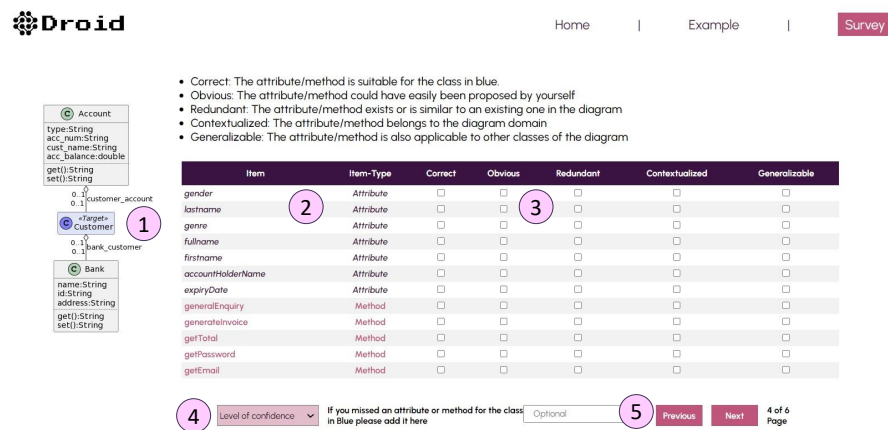 Droid
Home | Example | Survey
• Correct: The attribute/method is suitable for the class in blue.
• Obvious: The attribute/method could have easily been proposed by yourself
• Redundant: The attribute/method exists or is similar to an existing one in the diagram
• Contextualized: The attribute/method belongs to the diagram domain
• Generalizable: The attribute/method is also applicable to other classes of the diagram
C Account
type:String
acc_num:String
cust_name:String
acc_balance:double
get():String
set():String
0..1
customer_account
0..1
«Target»
C Customer
1
0..1
bank_customer
0..1
C Bank
name:String
id:String
address:String
get():String
set():String
Item Item-Type Correct Obvious Redundant Contextualized Generalizable
gender Attribute
lastname Attribute
2
3
genre Attribute
fullname Attribute
firstname Attribute
accountHolderName Attribute
expiryDate Attribute
generalEnquiry Method
generateInvoice Method
getTotal Method
getPassword Method
getEmail Method
4
Level of confidence
If you missed an attribute or method for the class
in Blue please add it here
Optional
5
Previous
Next
4 of 6
Page